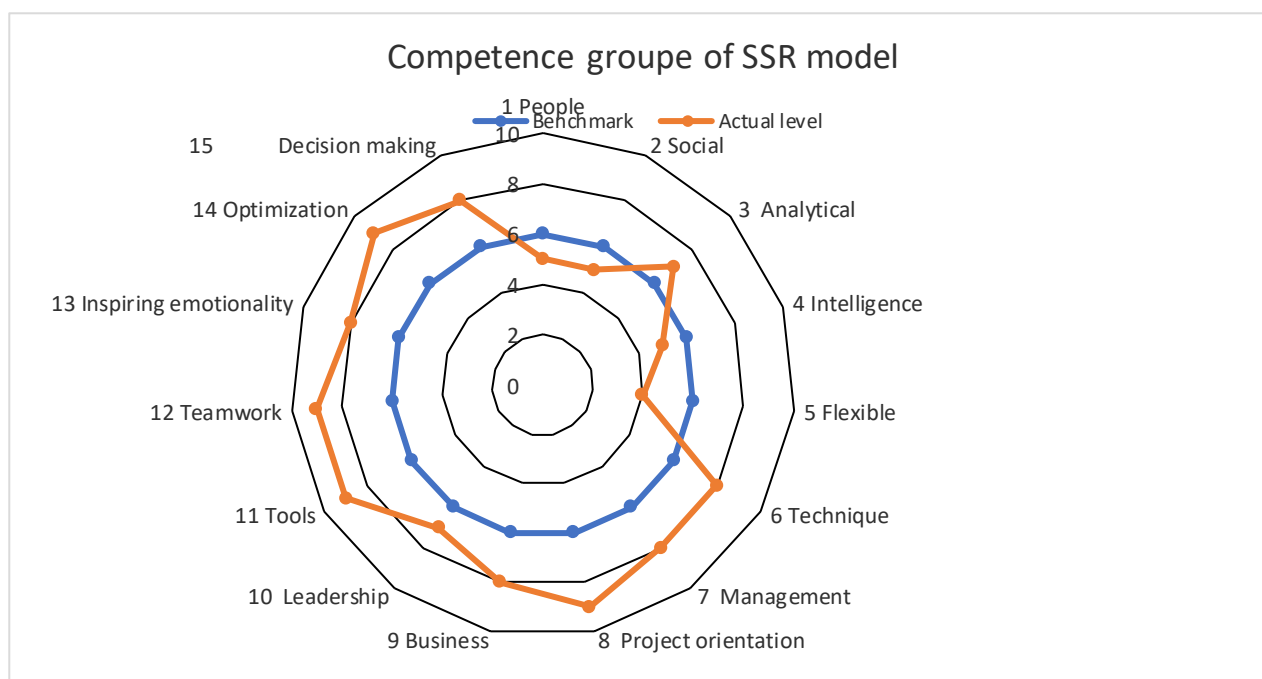 Competence groupe of SSR model
1 People
Benchmark
Actual level
10
8
6
4
2
0
2 Social
3 Analytical
4 Intelligence
5 Flexible
6 Technique
7 Management
8 Project orientation
9 Business
10 Leadership
11 Tools
12 Teamwork
13 Inspiring emotionality
14 Optimization
15 Decision making